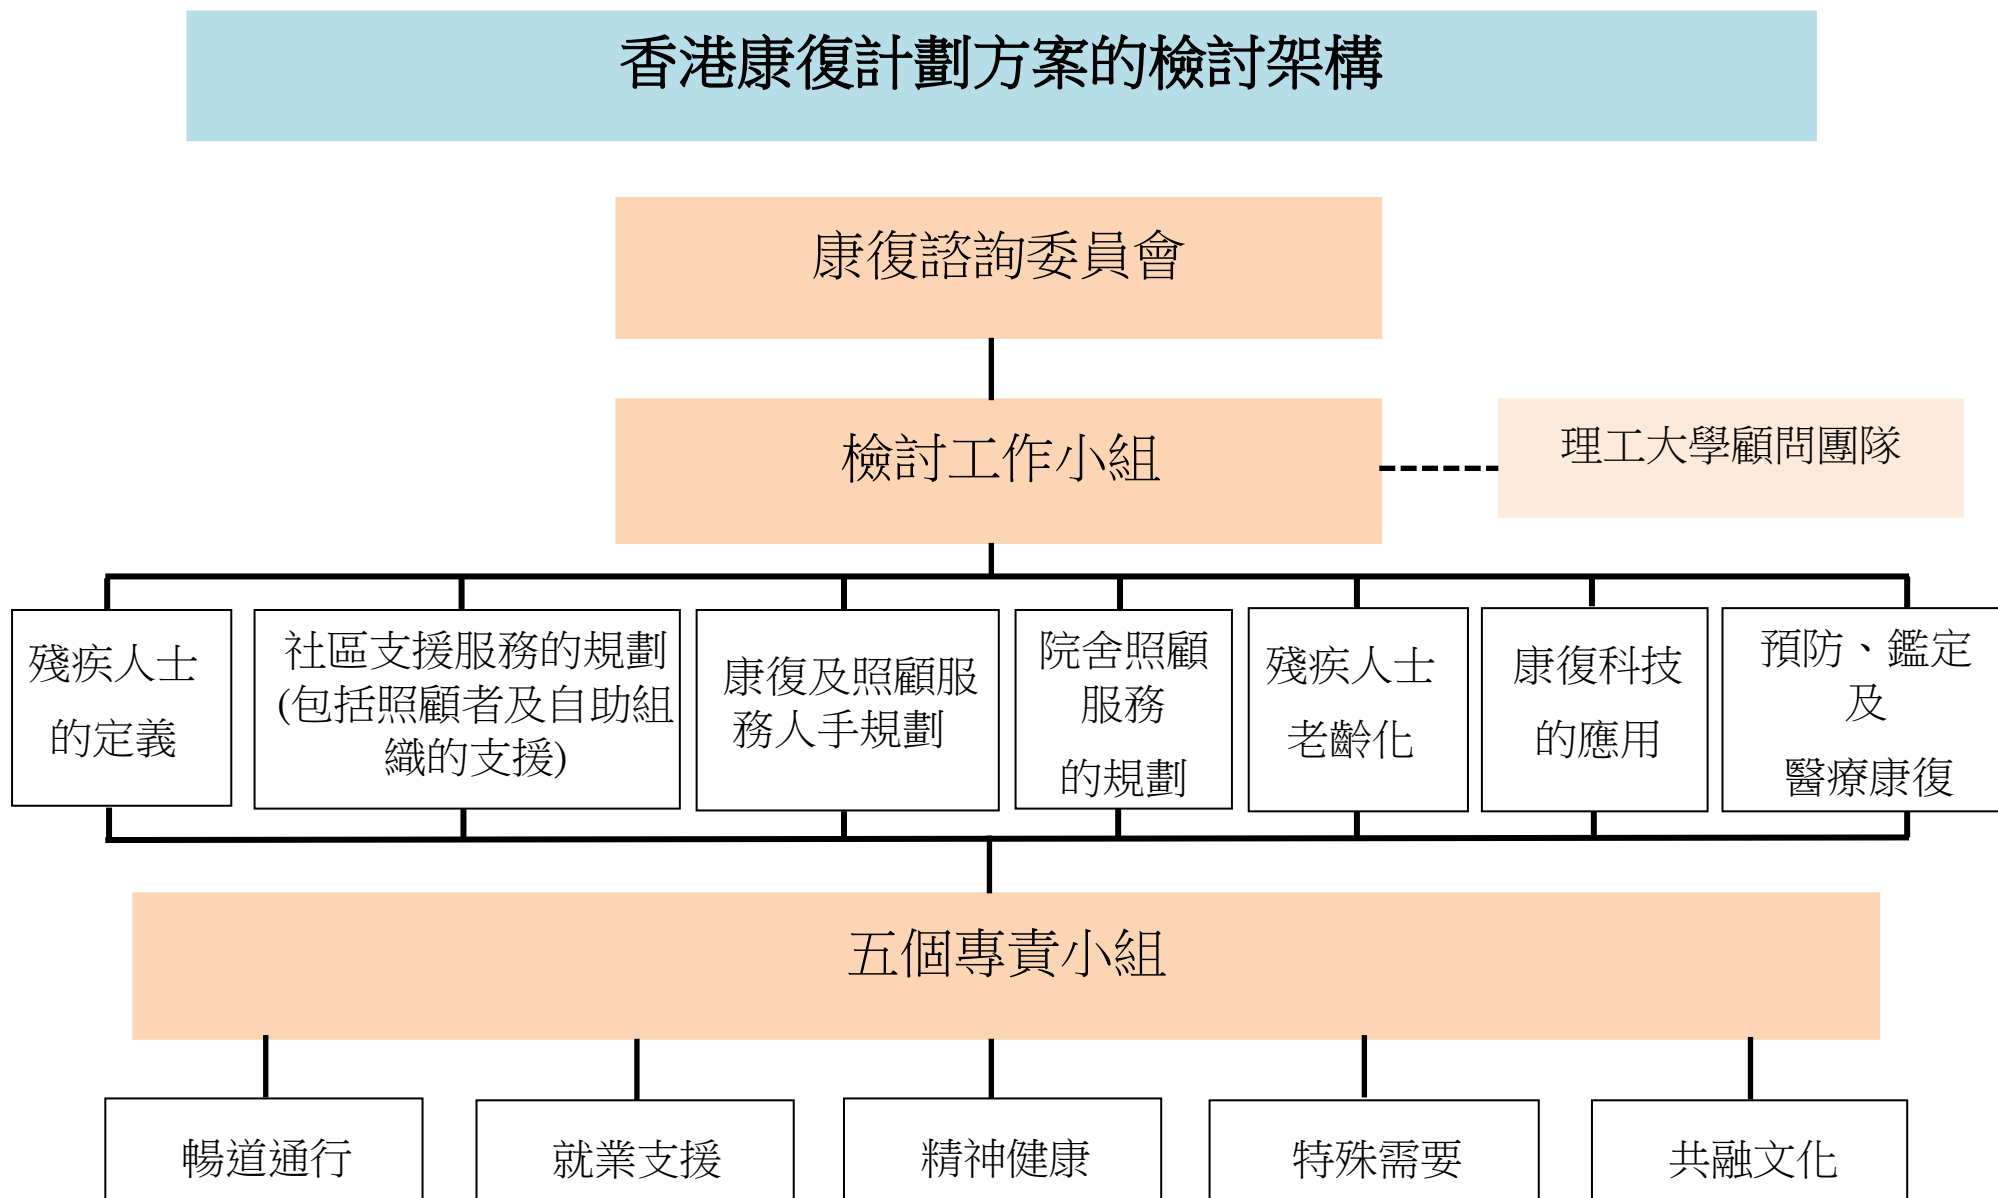 香港康復計劃方案的檢討架構
康復諮詢委員會
檢討工作小組
理工大學顧問團隊
殘疾人士
的定義
社區支援服務的規劃
(包括照顧者及自助組
織的支援)
康復及照顧服
務人手規劃
院舍照顧
服務
的規劃
殘疾人士
老齡化
康復科技
的應用
預防、鑑定
及
醫療康復
五個專責小組
暢道通行
就業支援
精神健康
特殊需要
共融文化